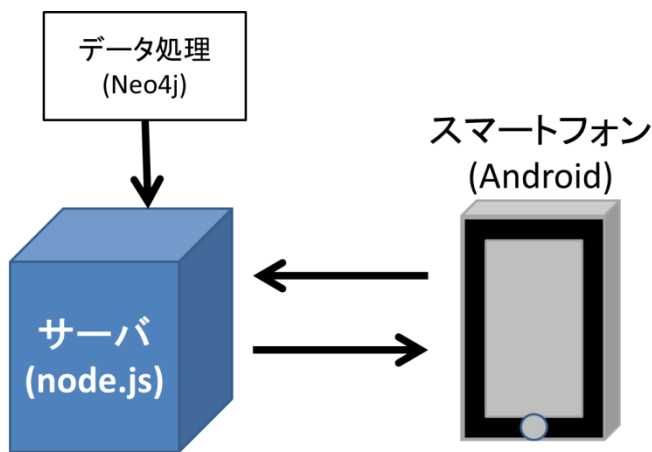 データ処理
(Neo4j)
スマートフォン
(Android)
サーバ
(node.js)